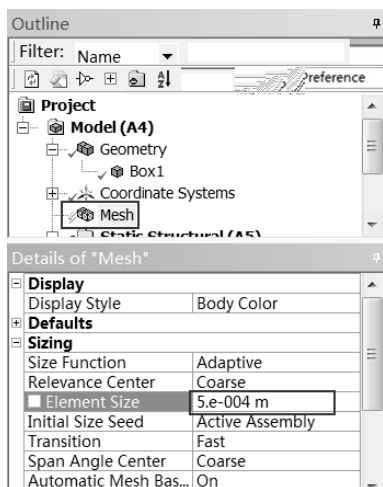 Outline
Filter: Name
Preference
Project
Model (A4)
Geometry
Box1
Coordinate Systems
Mesh
Static Structural (A5)
Details of "Mesh"
Display
Display Style Body Color
Defaults
Sizing
Size Function Adaptive
Relevance Center Coarse
Element Size 5.e-004 m
Initial Size Seed Active Assembly
Transition Fast
Span Angle Center Coarse
Automatic Mesh Bas... On